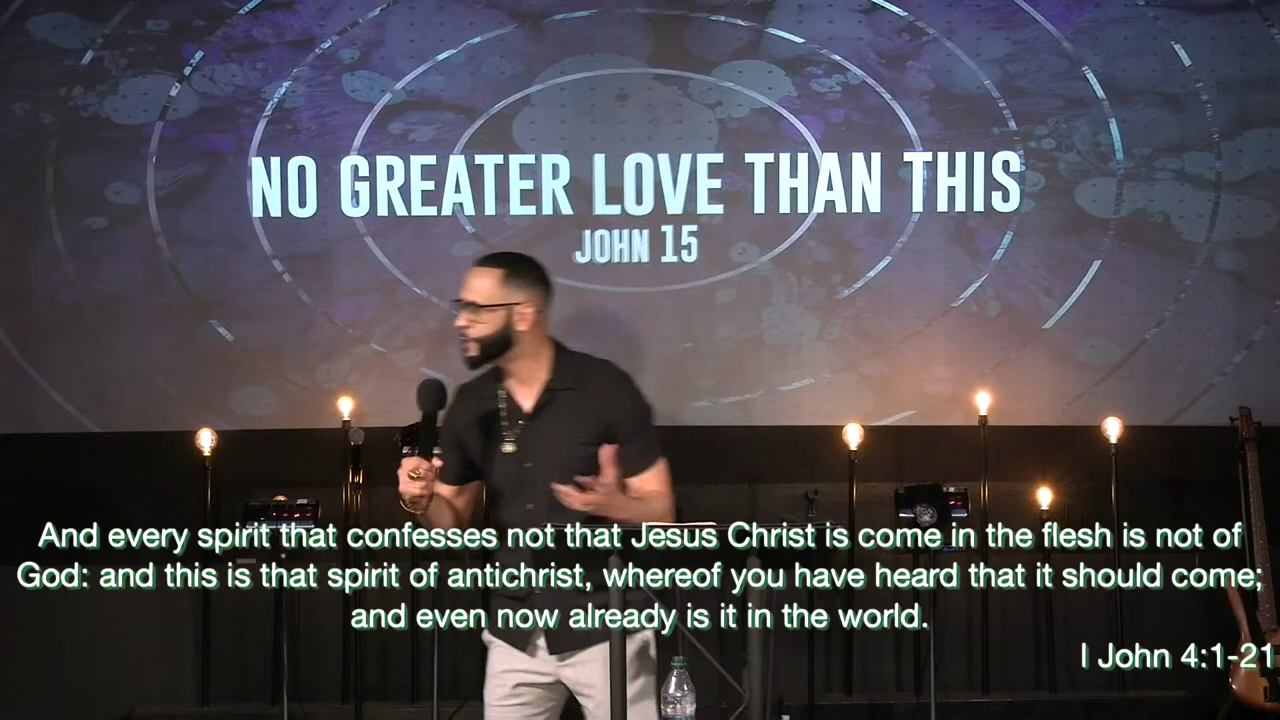 NO GREATER LOVE THAN THIS
JOHN 15
And every spirit that confesses not that Jesus Christ is come in the flesh is not of
God: and this is that spirit of antichrist, whereof you have heard that it should come;
and even now already is it in the world.
I John 4:1-21